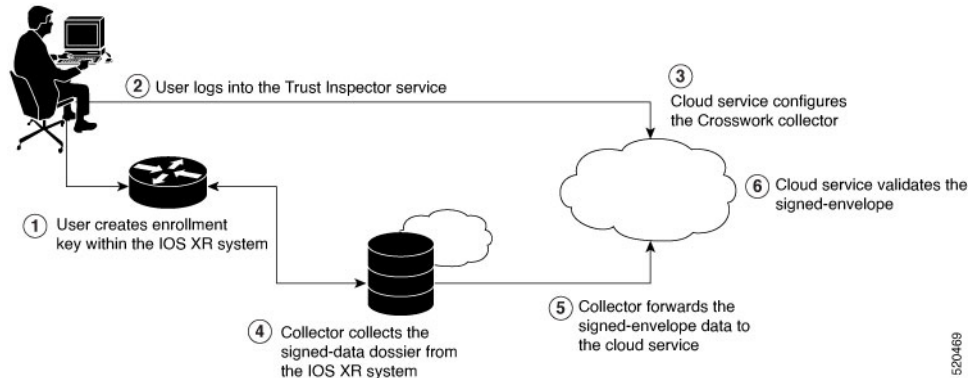 2 User logs into the Trust Inspector service
3
Cloud service configures
the Crosswork collector
6 Cloud service validates the
signed-envelope
1 User creates enrollment
key within the IOS XR system
4 Collector collects the
signed-data dossier from
the IOS XR system
5 Collector forwards the
signed-envelope data to
the cloud service
520469